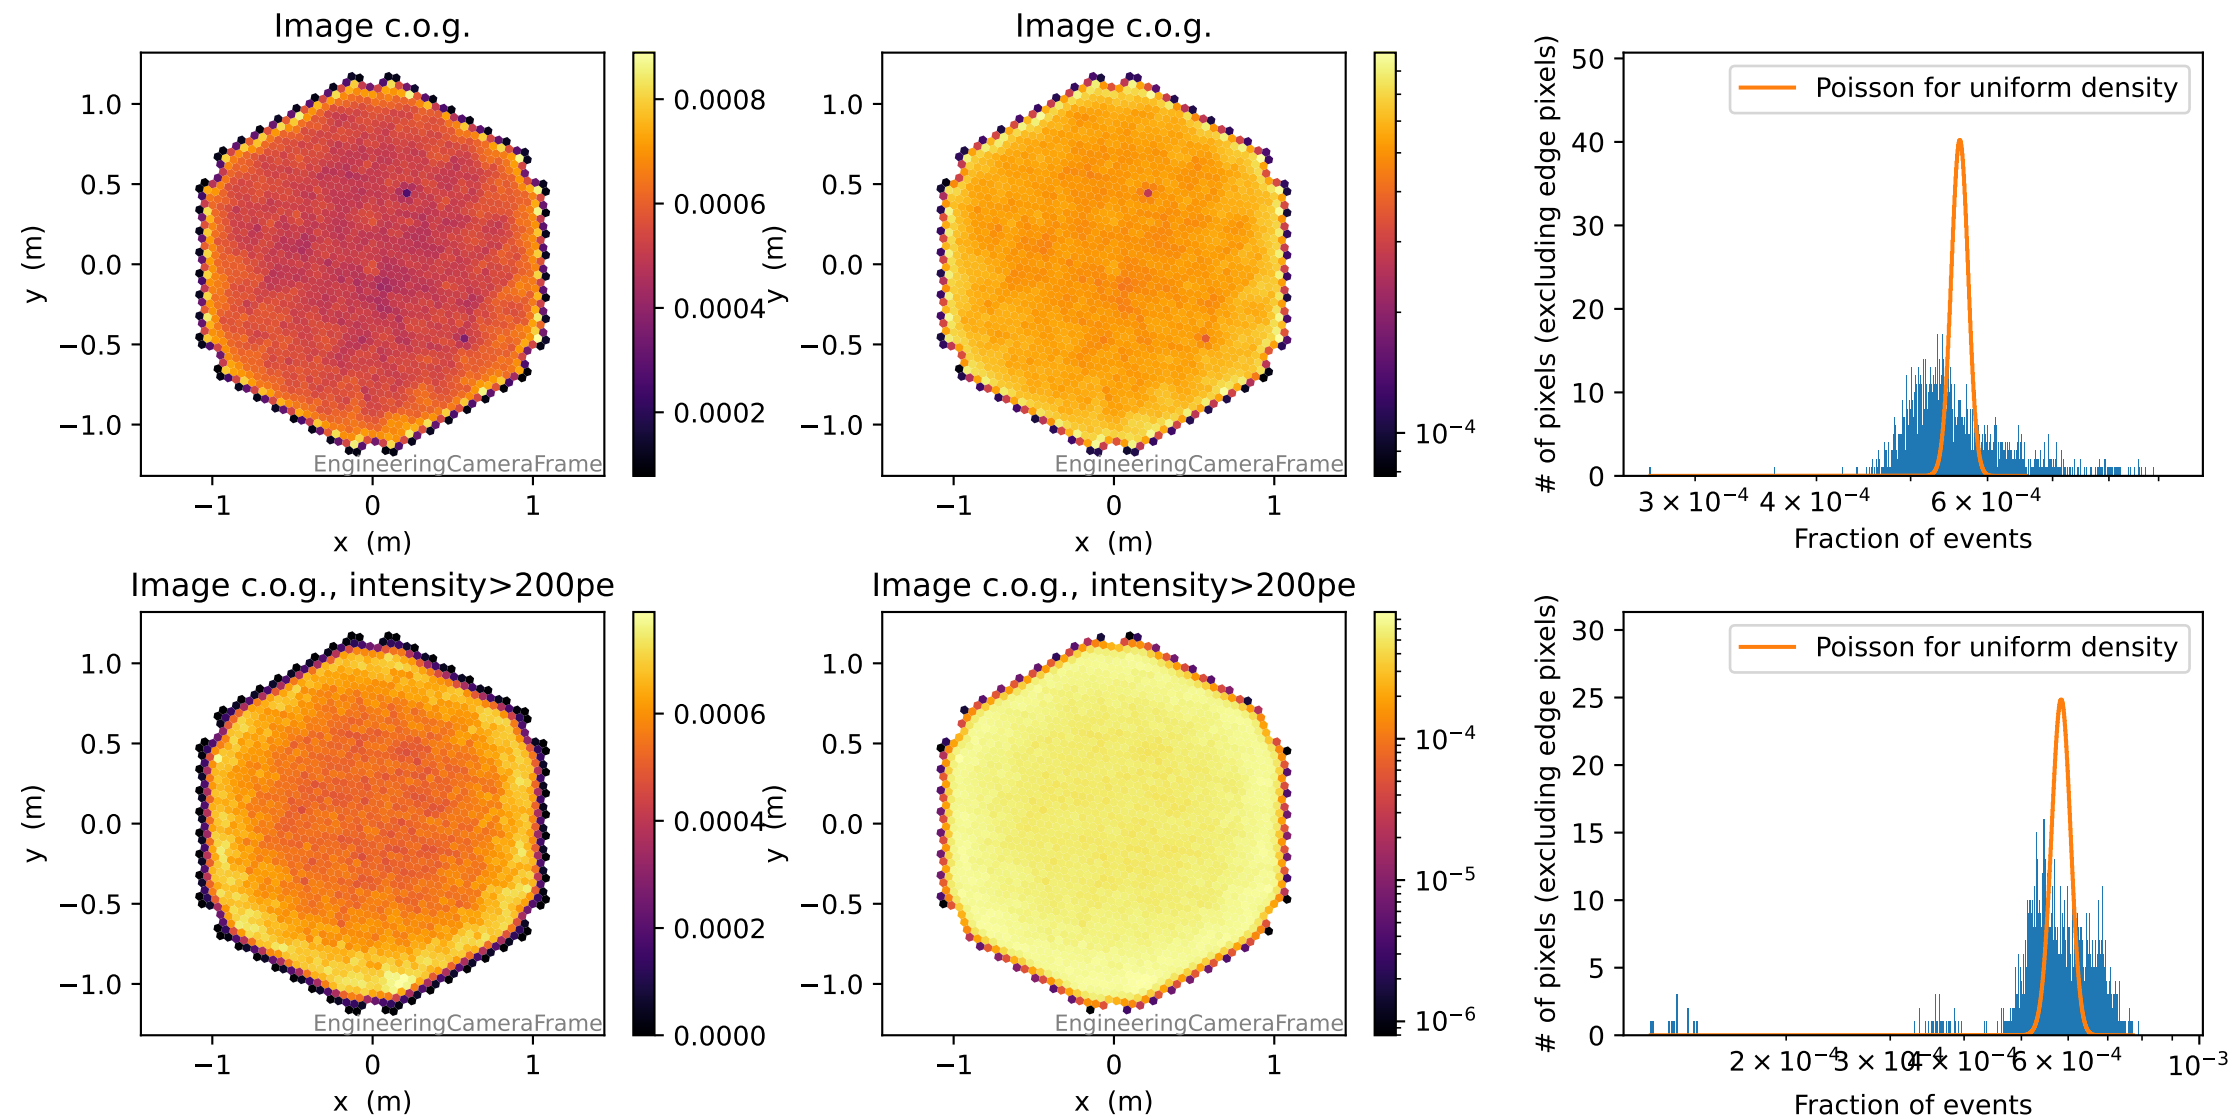 Image c.o.g.
1.0
0.5
0.0
−0.5
−1.0
y (m)
−1 0 1
x (m)
EngineeringCameraFrame
0.0008
0.0006
0.0004
0.0002
Image c.o.g.
1.0
0.5
0.0
−0.5
−1.0
y (m)
−1 0 1
x (m)
EngineeringCameraFrame
10⁻⁴
50
40
30
20
10
0
# of pixels (excluding edge pixels)
Poisson for uniform density
3 × 10⁻⁴ 4 × 10⁻⁴ 6 × 10⁻⁴
Fraction of events
Image c.o.g., intensity>200pe
1.0
0.5
0.0
−0.5
−1.0
y (m)
−1 0 1
x (m)
EngineeringCameraFrame
0.0006
0.0004
0.0002
0.0000
Image c.o.g., intensity>200pe
1.0
0.5
0.0
−0.5
−1.0
y (m)
−1 0 1
x (m)
EngineeringCameraFrame
10⁻⁴
10⁻⁵
10⁻⁶
30
25
20
15
10
5
0
# of pixels (excluding edge pixels)
Poisson for uniform density
2 × 10⁻⁴ 3 × 10⁻⁴ 4 × 10⁻⁴ 6 × 10⁻⁴ 10⁻³
Fraction of events